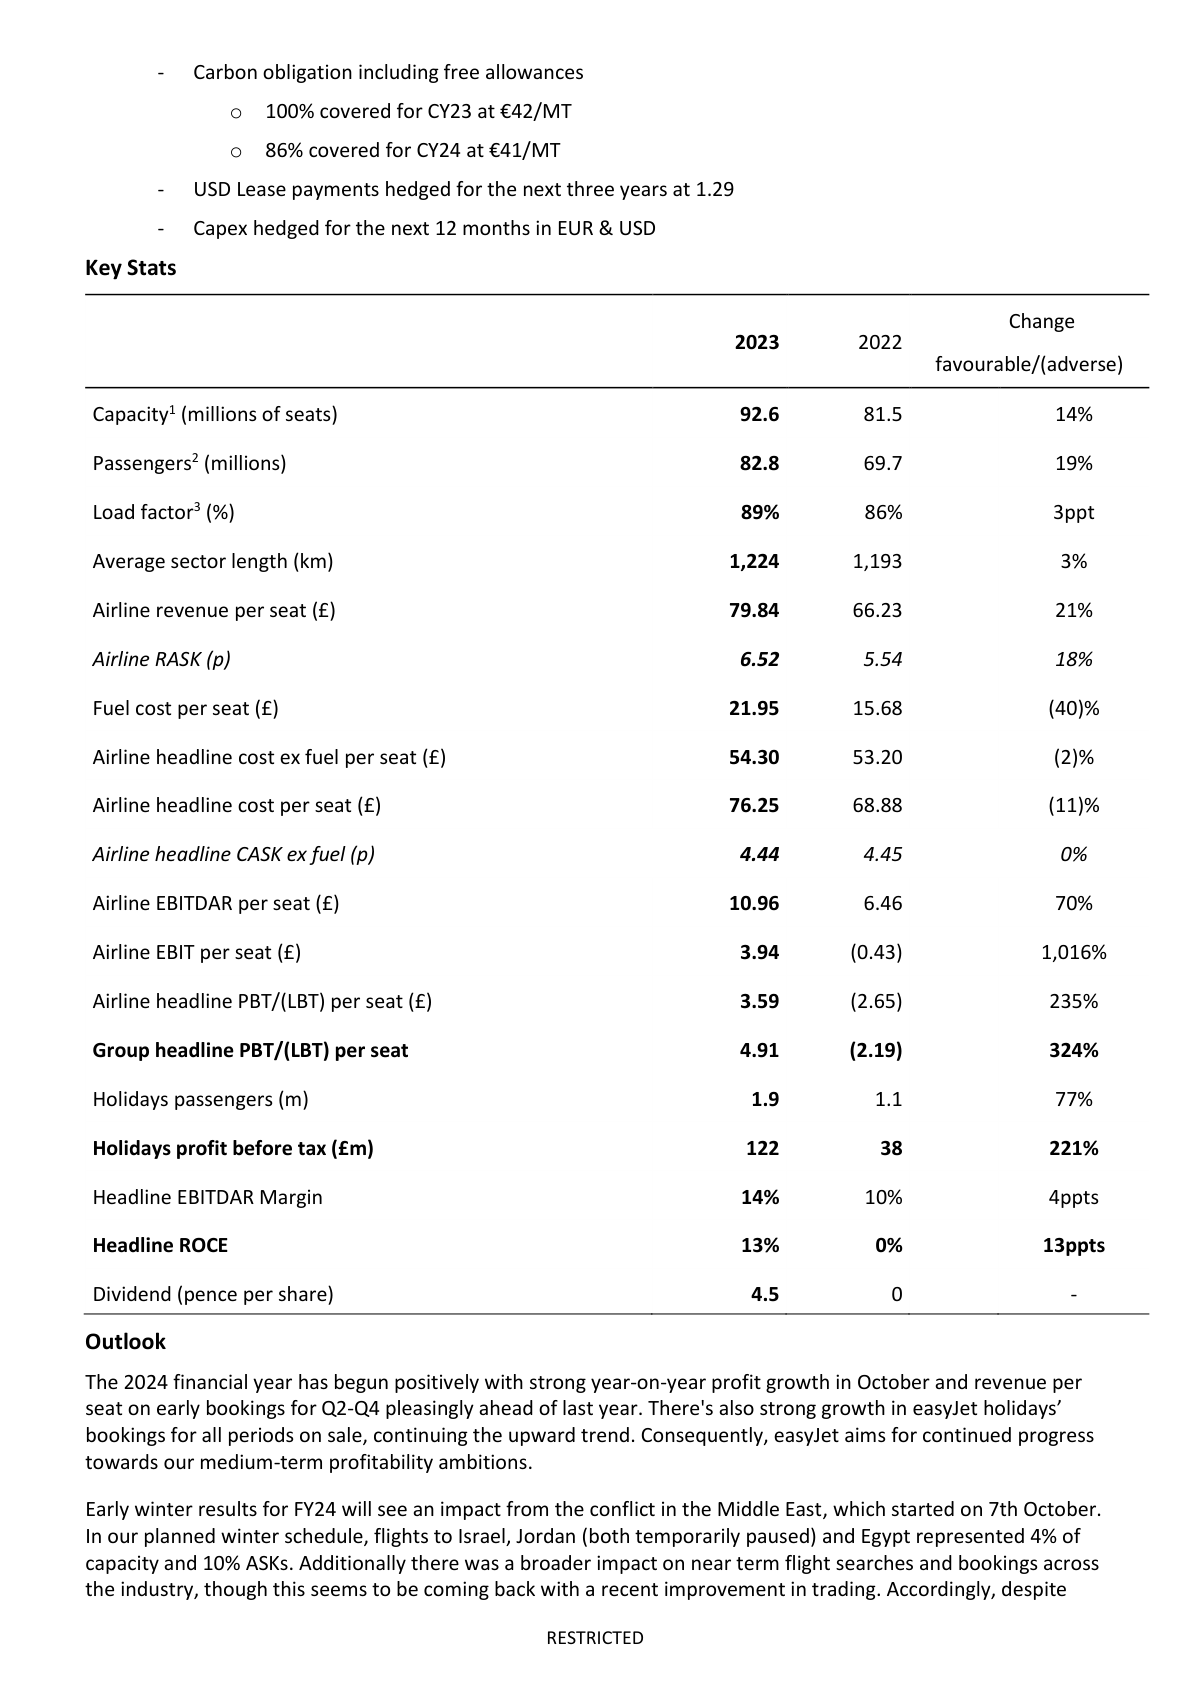 - Carbon obligation including free allowances
o 100% covered for CY23 at €42/MT
o 86% covered for CY24 at €41/MT
- USD Lease payments hedged for the next three years at 1.29
- Capex hedged for the next 12 months in EUR & USD
Key Stats
Change
2023 2022
favourable/(adverse)
Capacity1 (millions of seats) 92.6 81.5 14%
Passengers2 (millions) 82.8 69.7 19%
Load factor3 (%) 89% 86% 3ppt
Average sector length (km) 1,224 1,193 3%
Airline revenue per seat (£) 79.84 66.23 21%
Airline RASK (p) 6.52 5.54 18%
Fuel cost per seat (£) 21.95 15.68 (40)%
Airline headline cost ex fuel per seat (£) 54.30 53.20 (2)%
Airline headline cost per seat (£) 76.25 68.88 (11)%
Airline headline CASK ex fuel (p) 4.44 4.45 0%
Airline EBITDAR per seat (£) 10.96 6.46 70%
Airline EBIT per seat (£) 3.94 (0.43) 1,016%
Airline headline PBT/(LBT) per seat (£) 3.59 (2.65) 235%
Group headline PBT/(LBT) per seat 4.91 (2.19) 324%
Holidays passengers (m) 1.9 1.1 77%
Holidays profit before tax (£m) 122 38 221%
Headline EBITDAR Margin 14% 10% 4ppts
Headline ROCE 13% 0% 13ppts
Dividend (pence per share) 4.5 0 -
Outlook
The 2024 financial year has begun positively with strong year-on-year profit growth in October and revenue per
seat on early bookings for Q2-Q4 pleasingly ahead of last year. There's also strong growth in easyJet holidays’
bookings for all periods on sale, continuing the upward trend. Consequently, easyJet aims for continued progress
towards our medium-term profitability ambitions.
Early winter results for FY24 will see an impact from the conflict in the Middle East, which started on 7th October.
In our planned winter schedule, flights to Israel, Jordan (both temporarily paused) and Egypt represented 4% of
capacity and 10% ASKs. Additionally there was a broader impact on near term flight searches and bookings across
the industry, though this seems to be coming back with a recent improvement in trading. Accordingly, despite
RESTRICTED